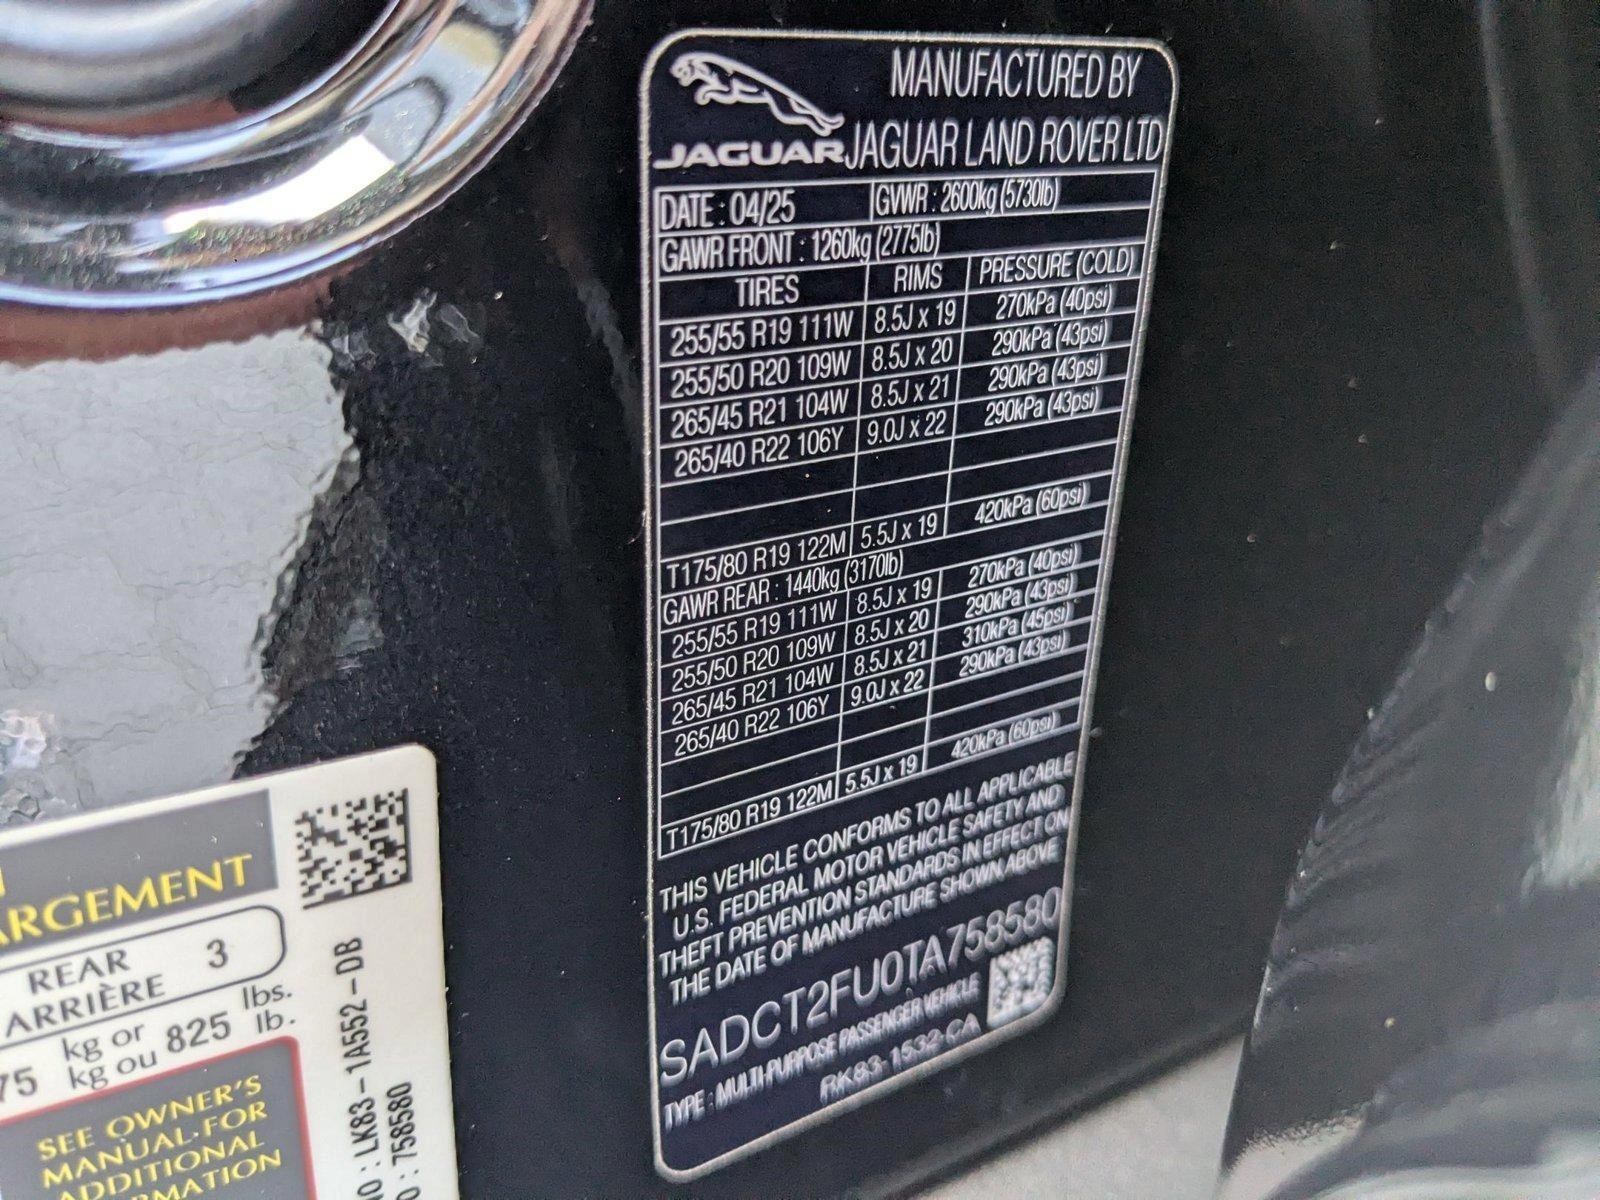 JAGUAR
MANUFACTURED BY
JAGUAR LAND ROVER LTD
DATE : 04/25 GVWR : 2600kg (5730lb)
GAWR FRONT : 1260kg (2775lb)
TIRES RIMS PRESSURE (COLD)
255/55 R19 111W 8.5J x 19 270kPa (40psi)
255/50 R20 109W 8.5J x 20 290kPa (43psi)
265/45 R21 104W 8.5J x 21 290kPa (43psi)
265/40 R22 106Y 9.0J x 22 290kPa (43psi)
T175/80 R19 122M 5.5J x 19 420kPa (60psi)
GAWR REAR : 1440kg (3170lb)
255/55 R19 111W 8.5J x 19 270kPa (40psi)
255/50 R20 109W 8.5J x 20 290kPa (43psi)
265/45 R21 104W 8.5J x 21 310kPa (45psi)
265/40 R22 106Y 9.0J x 22 290kPa (43psi)
T175/80 R19 122M 5.5J x 19 420kPa (60psi)
THIS VEHICLE CONFORMS TO ALL APPLICABLE
U.S. FEDERAL MOTOR VEHICLE SAFETY AND
THEFT PREVENTION STANDARDS IN EFFECT ON
THE DATE OF MANUFACTURE SHOWN ABOVE
SADCT2FU0TA758580
TYPE : MULTI-PURPOSE PASSENGER VEHICLE
RK83-1532-CA
ARGEMENT
REAR 3
ARRIÈRE
kg or lbs.
75 kg ou 825 lb.
SEE OWNER'S
MANUAL FOR
ADDITIONAL
RMATION
NO : LK83-1A552-DB
O : 758580